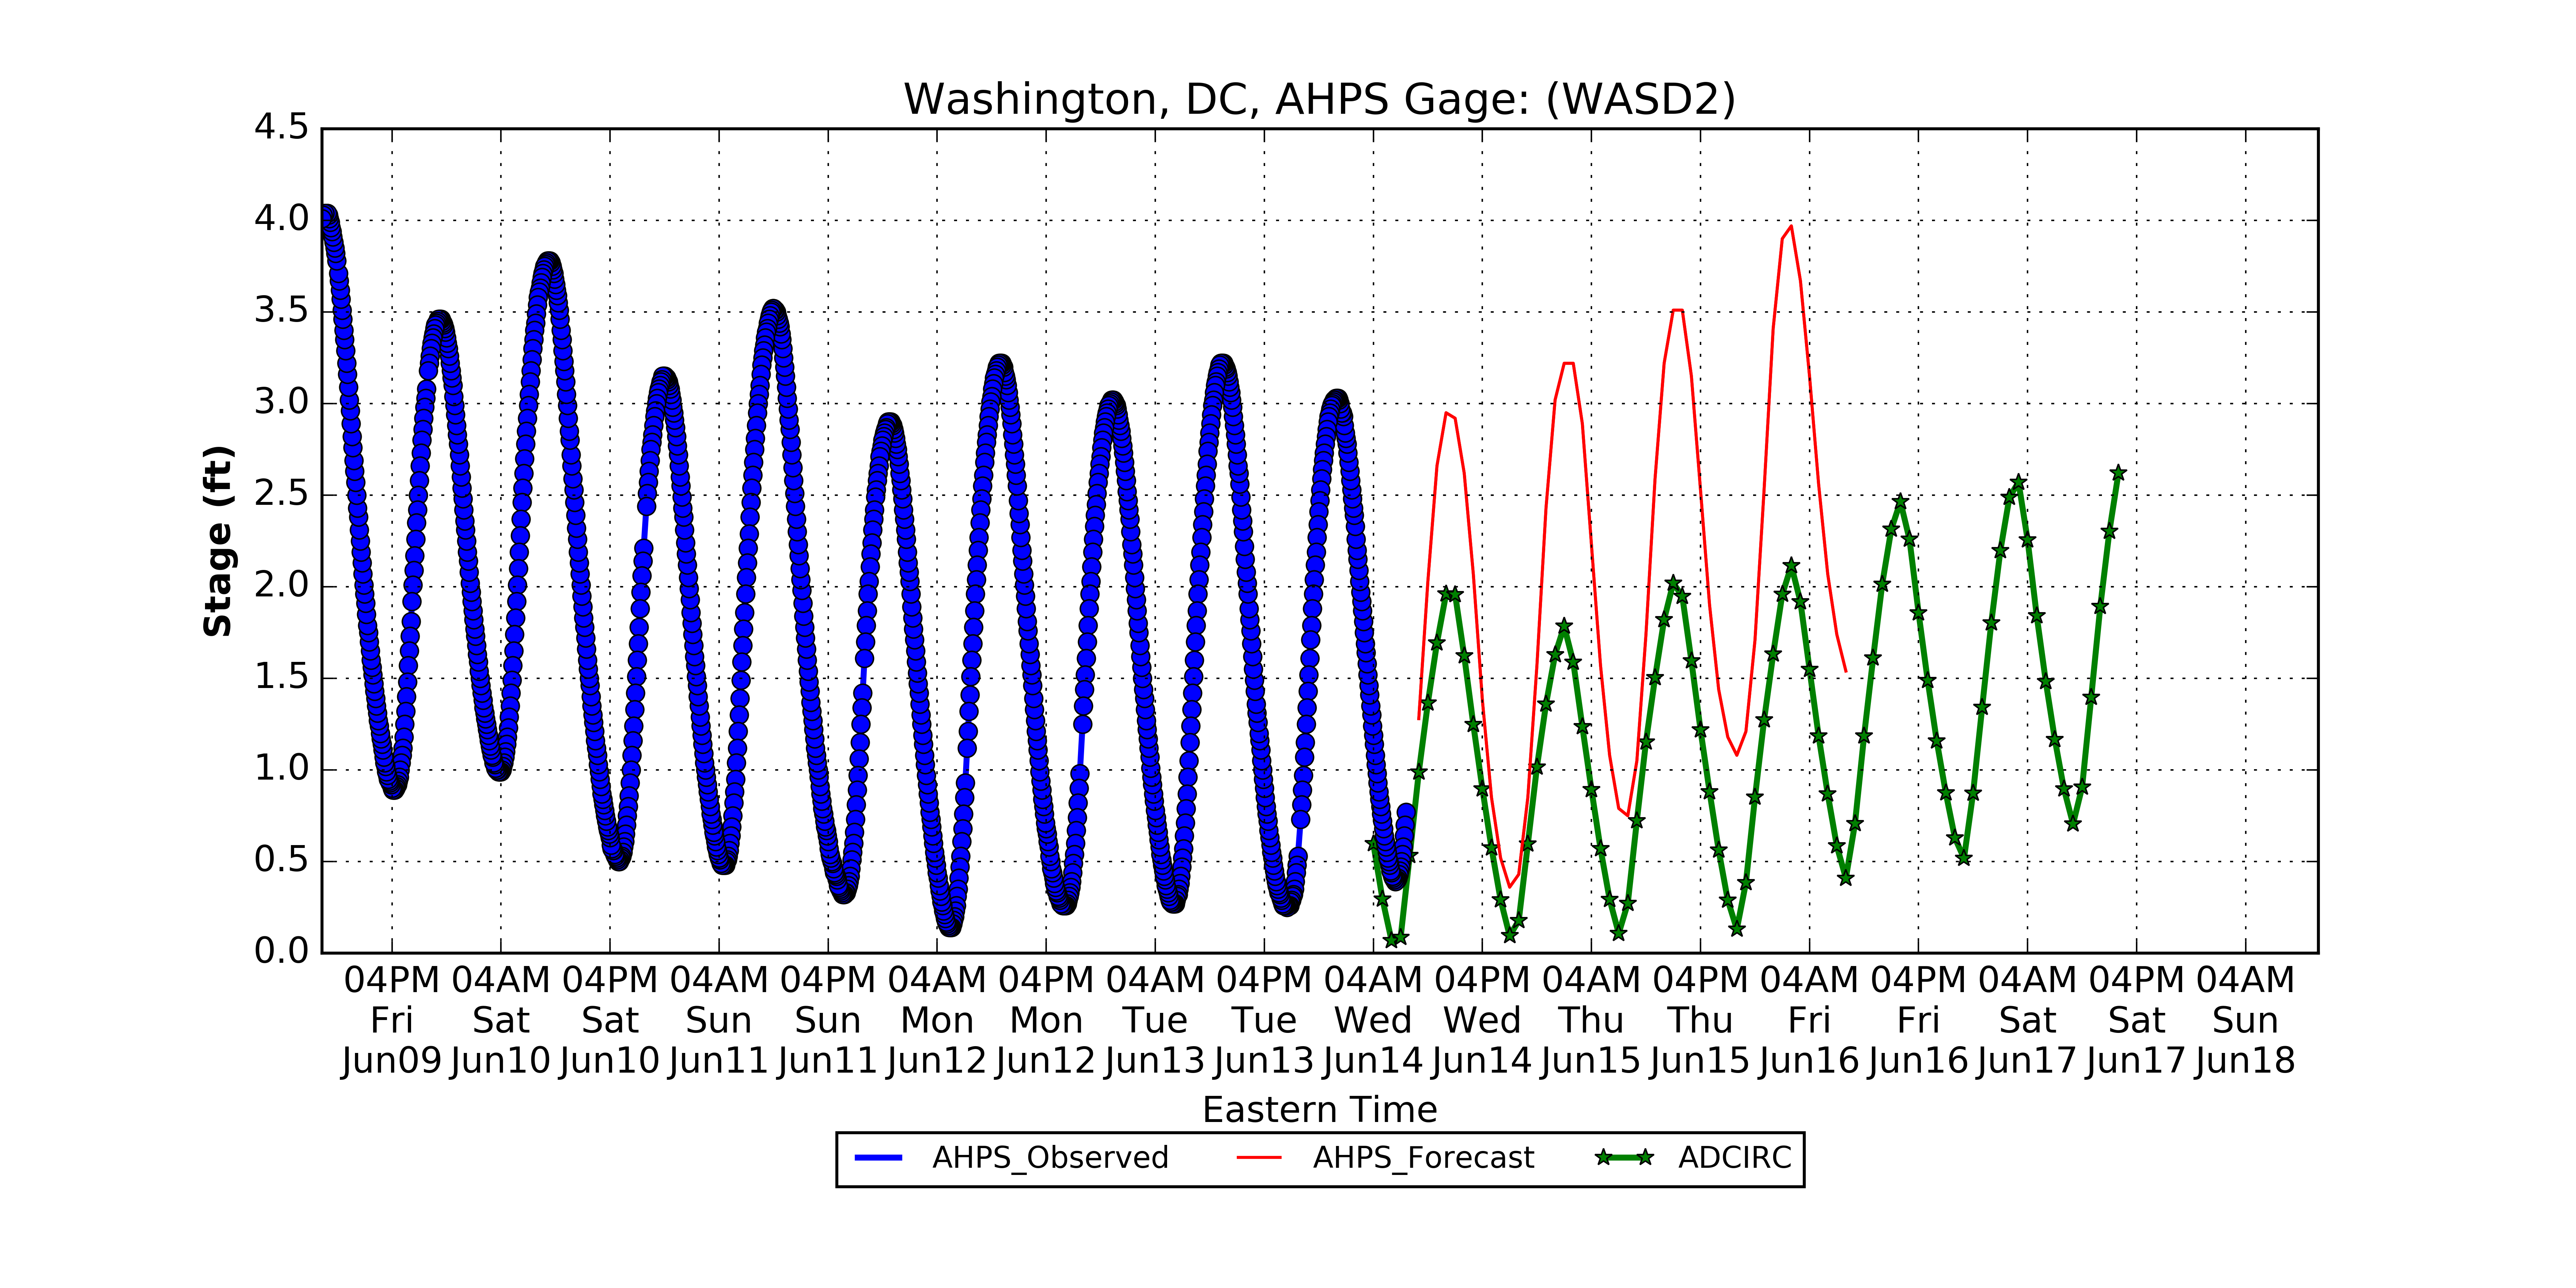 Washington, DC, AHPS Gage: (WASD2)
Stage (ft)
4.5
4.0
3.5
3.0
2.5
2.0
1.5
1.0
0.5
0.0
04PM 04AM 04PM 04AM 04PM 04AM 04PM 04AM 04PM 04AM 04PM 04AM 04PM 04AM 04PM 04AM 04PM 04AM
Fri Sat Sat Sun Sun Mon Mon Tue Tue Wed Wed Thu Thu Fri Fri Sat Sat Sun
Jun09 Jun10 Jun10 Jun11 Jun11 Jun12 Jun12 Jun13 Jun13 Jun14 Jun14 Jun15 Jun15 Jun16 Jun16 Jun17 Jun17 Jun18
Eastern Time
AHPS_Observed AHPS_Forecast ADCIRC